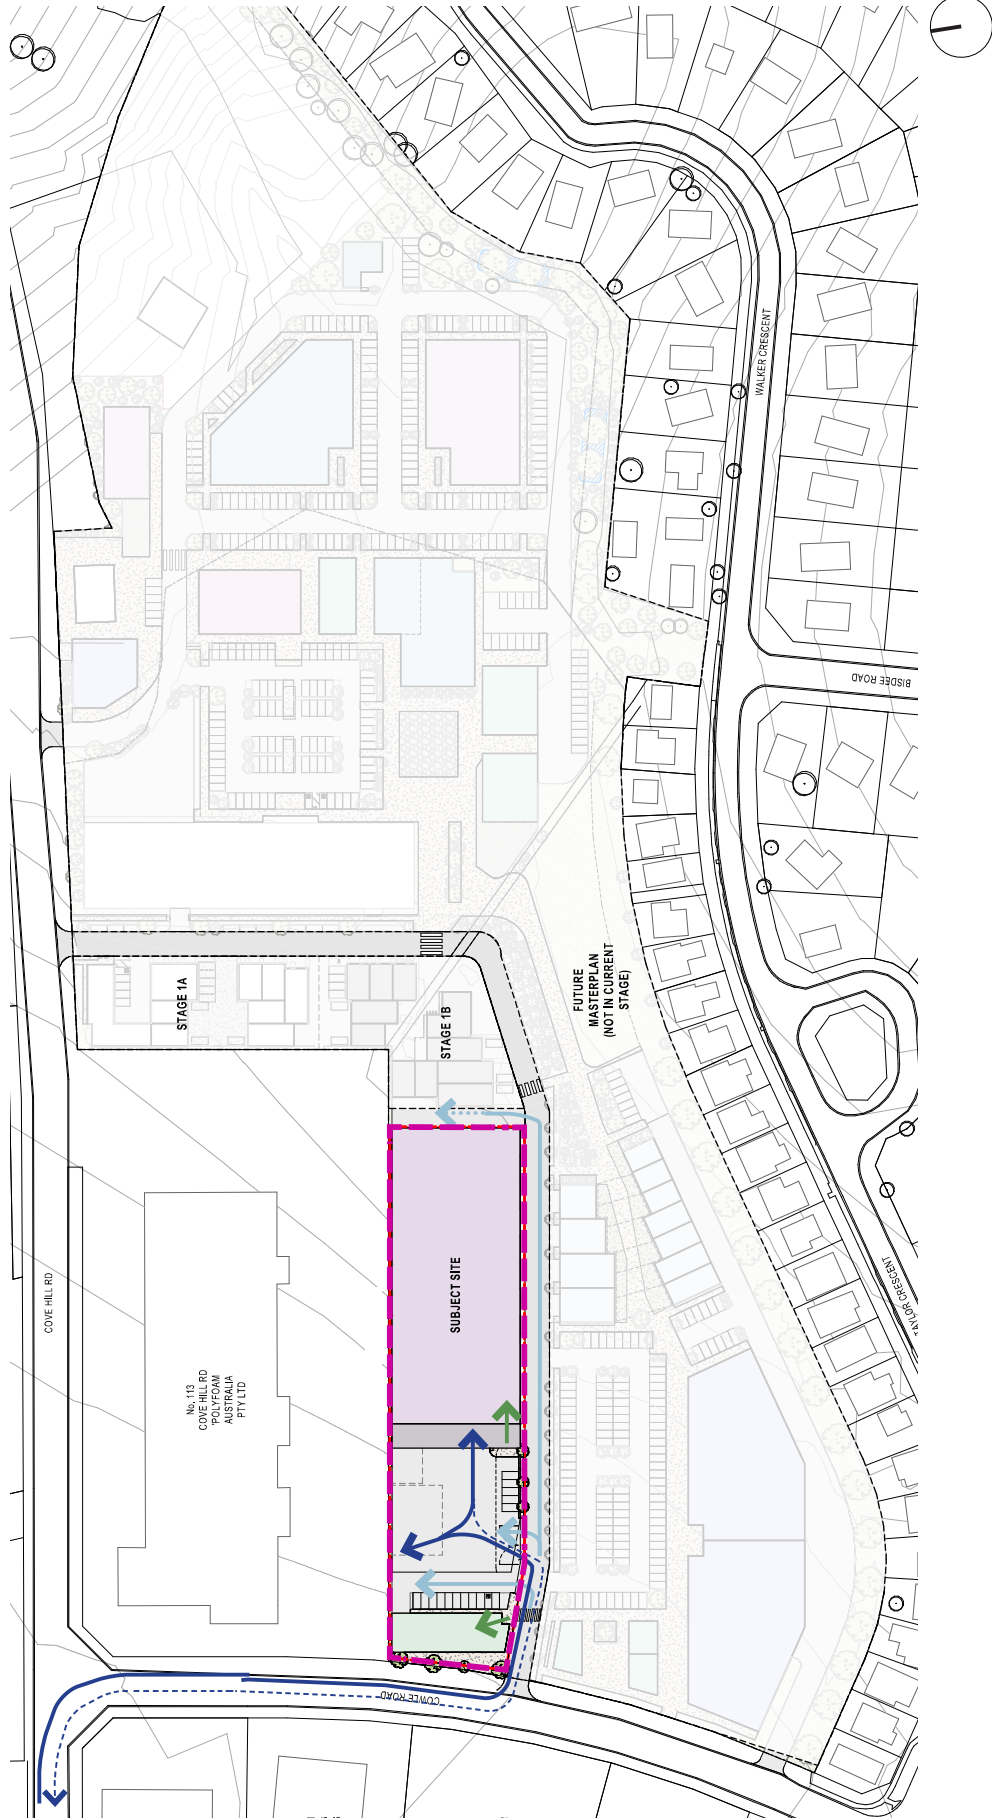 WALKER CRESCENT
BISDEE ROAD
STAGE 1A
STAGE 1B
FUTURE
MASTERPLAN
(NOT IN CURRENT
STAGE)
COVE HILL RD
SUBJECT SITE
TAYLOR CRESCENT
No. 113
COVE HILL RD
'POLYFOAM
AUSTRALIA
PTY LTD
COWLE ROAD